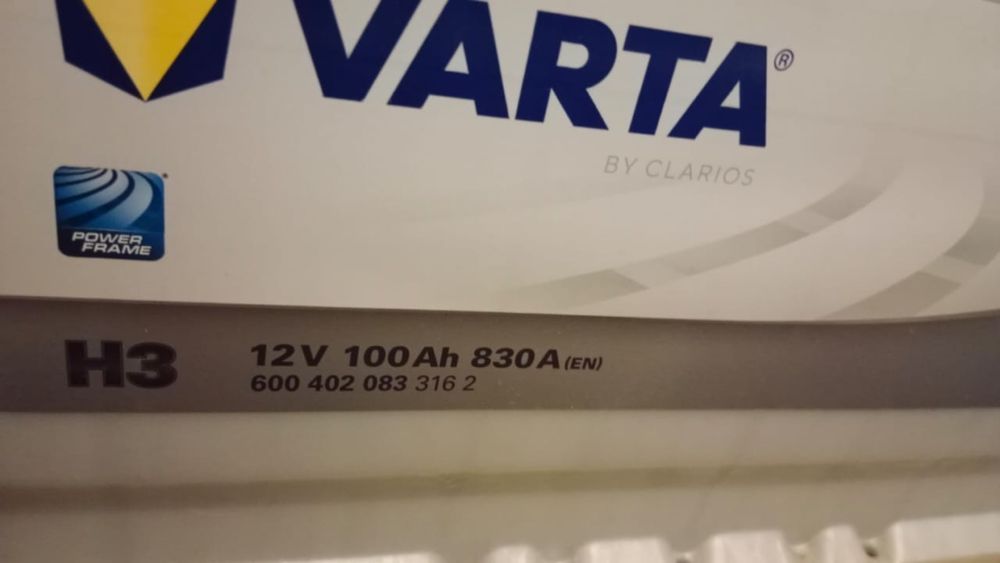 VARTA®
BY CLARIOS
POWER
FRAME
H3
12V 100Ah 830A (EN)
600 402 083 316 2